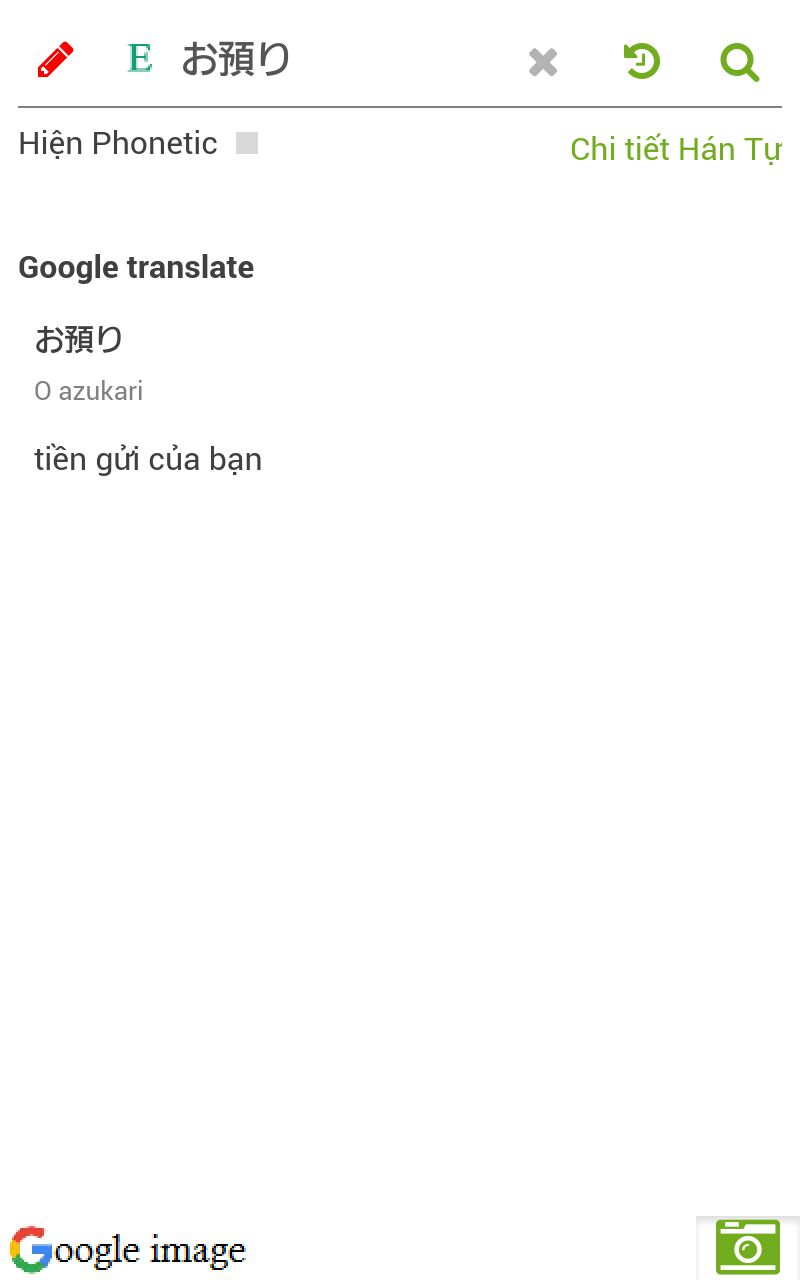 E お預り
Hiện Phonetic
Chi tiết Hán Tự
Google translate
お預り
O azukari
tiền gửi của bạn
Google image